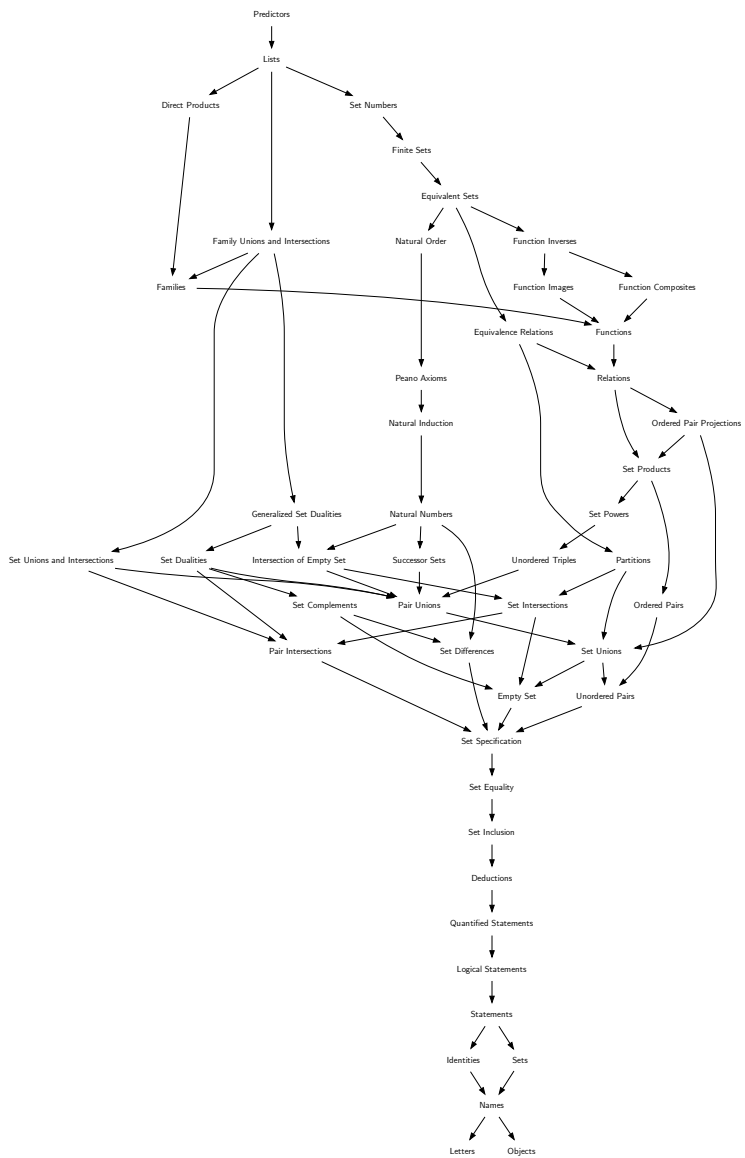 Predictors
Lists
Direct Products
Set Numbers
Finite Sets
Equivalent Sets
Family Unions and Intersections
Natural Order
Function Inverses
Families
Function Images
Function Composites
Equivalence Relations
Functions
Peano Axioms
Relations
Natural Induction
Ordered Pair Projections
Set Products
Generalized Set Dualities
Natural Numbers
Set Powers
Set Unions and Intersections
Set Dualities
Intersection of Empty Set
Successor Sets
Unordered Triples
Partitions
Set Complements
Pair Unions
Set Intersections
Ordered Pairs
Pair Intersections
Set Differences
Set Unions
Empty Set
Unordered Pairs
Set Specification
Set Equality
Set Inclusion
Deductions
Quantified Statements
Logical Statements
Statements
Identities
Sets
Names
Letters
Objects